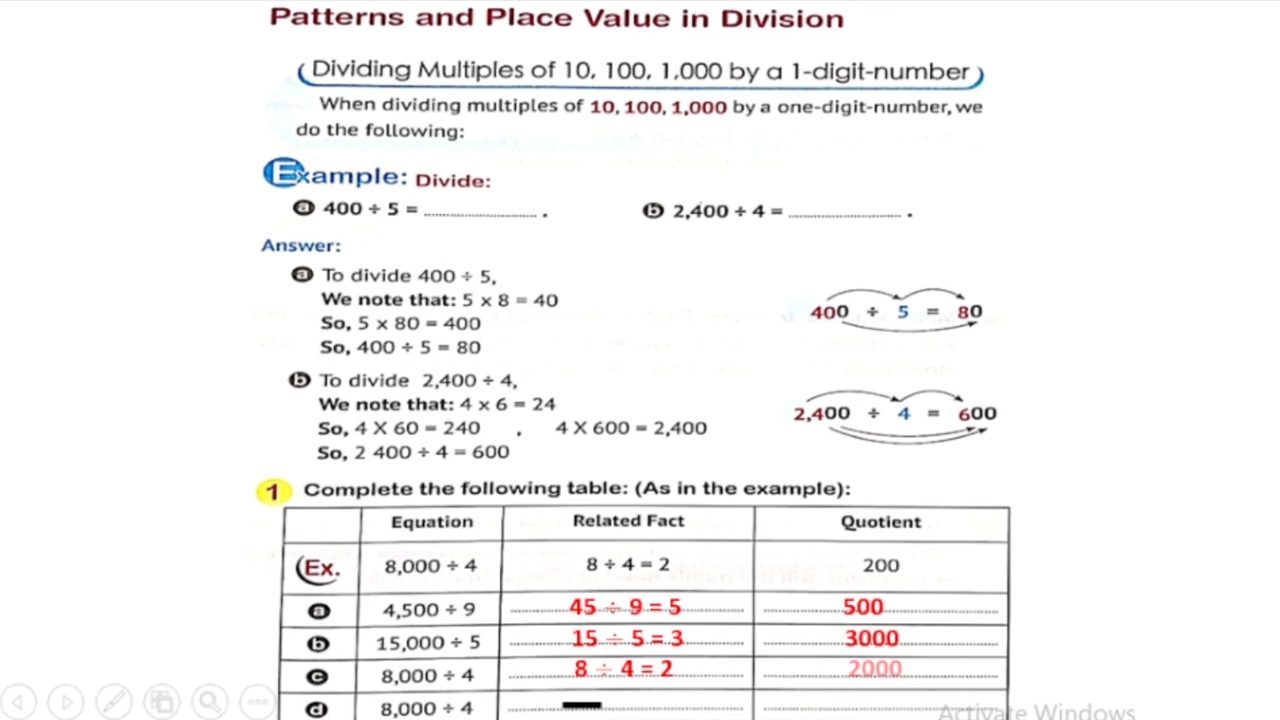 Patterns and Place Value in Division
Dividing Multiples of 10, 100, 1,000 by a 1-digit-number
When dividing multiples of 10, 100, 1,000 by a one-digit-number, we
do the following:
Example: Divide:
a 400 ÷ 5 = .................... . b 2,400 ÷ 4 = .................... .
Answer:
a To divide 400 ÷ 5,
We note that: 5 x 8 = 40
So, 5 x 80 = 400
400 ÷ 5 = 80
So, 400 ÷ 5 = 80
b To divide 2,400 ÷ 4,
We note that: 4 x 6 = 24
2,400 ÷ 4 = 600
So, 4 X 60 = 240 , 4 X 600 = 2,400
So, 2 400 ÷ 4 = 600
1 Complete the following table: (As in the example):
Equation Related Fact Quotient
Ex. 8,000 ÷ 4 8 ÷ 4 = 2 200
a 4,500 ÷ 9 45 ÷ 9 = 5 500
b 15,000 ÷ 5 15 ÷ 5 = 3 3000
c 8,000 ÷ 4 8 ÷ 4 = 2 2000
d 8,000 ÷ 4
Activate Windows